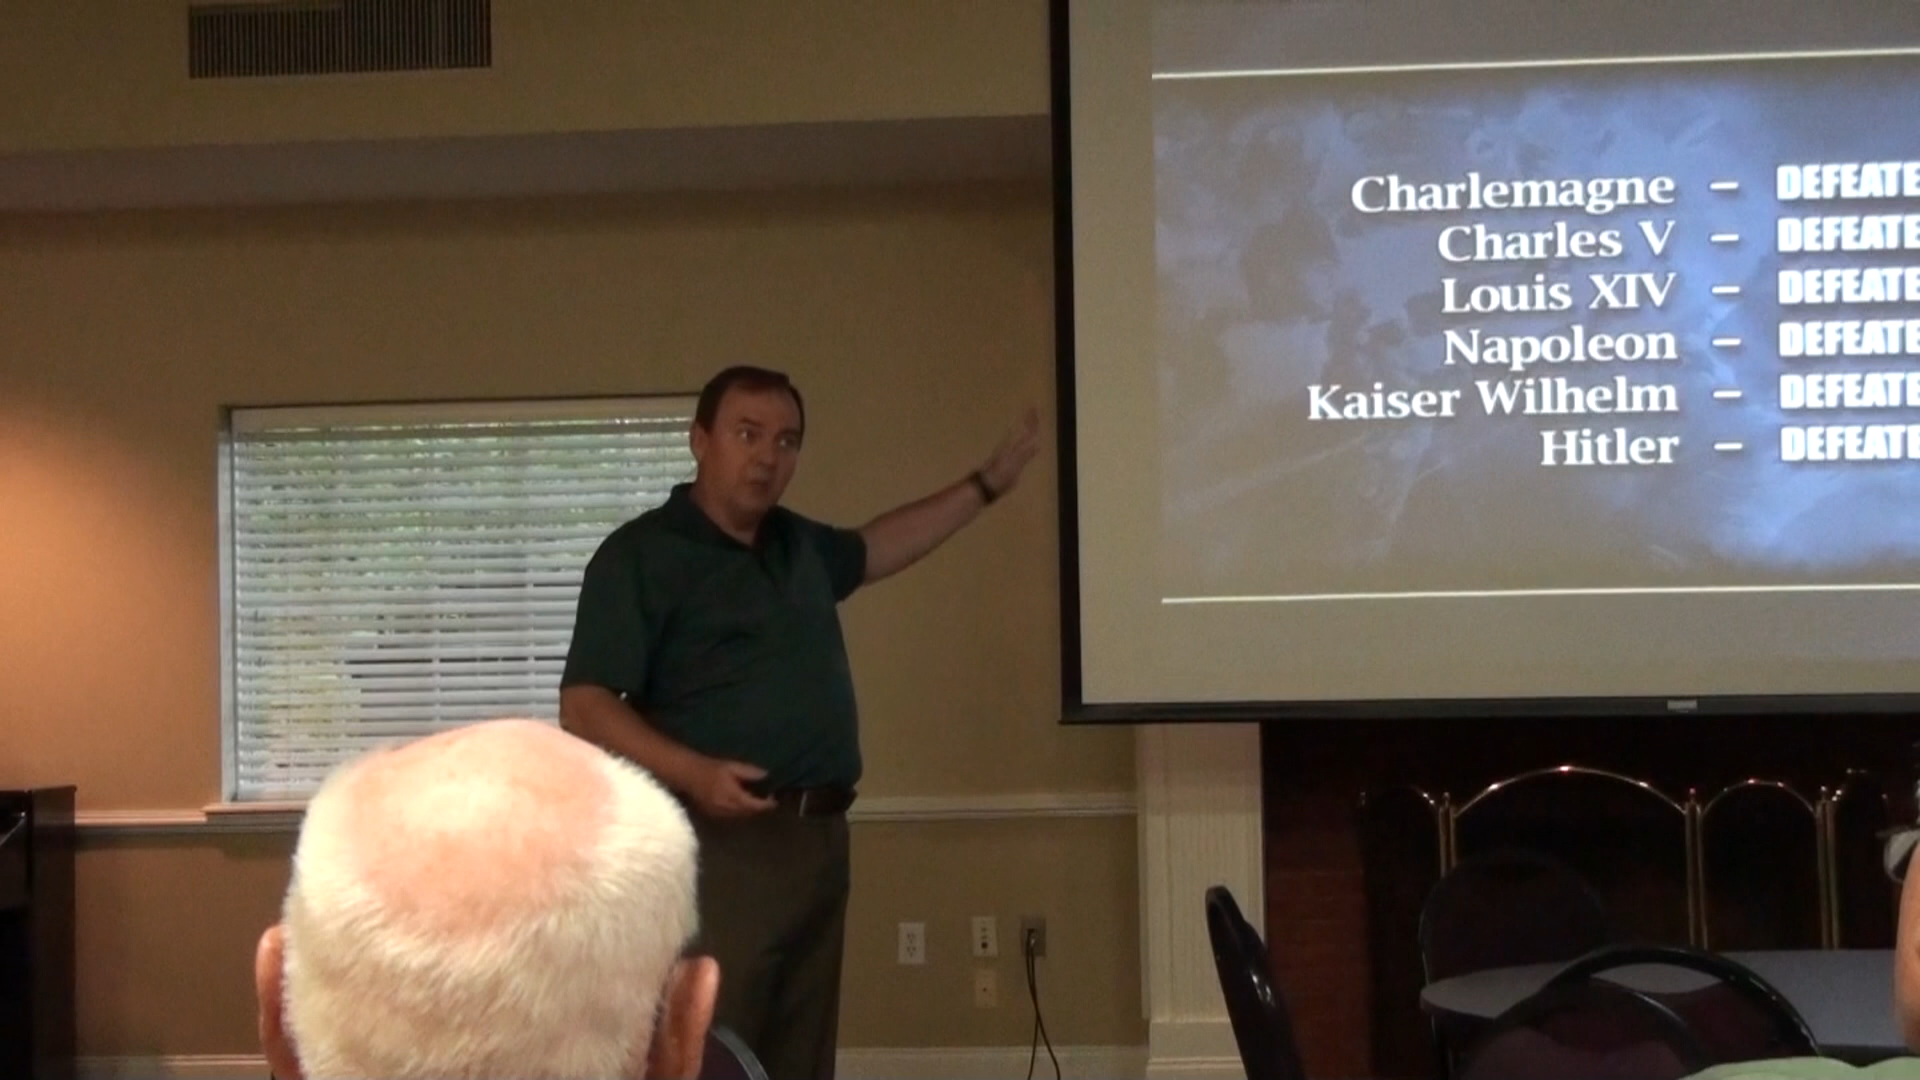 Charlemagne – DEFEATE
Charles V – DEFEATE
Louis XIV – DEFEATE
Napoleon – DEFEATE
Kaiser Wilhelm – DEFEATE
Hitler – DEFEATE